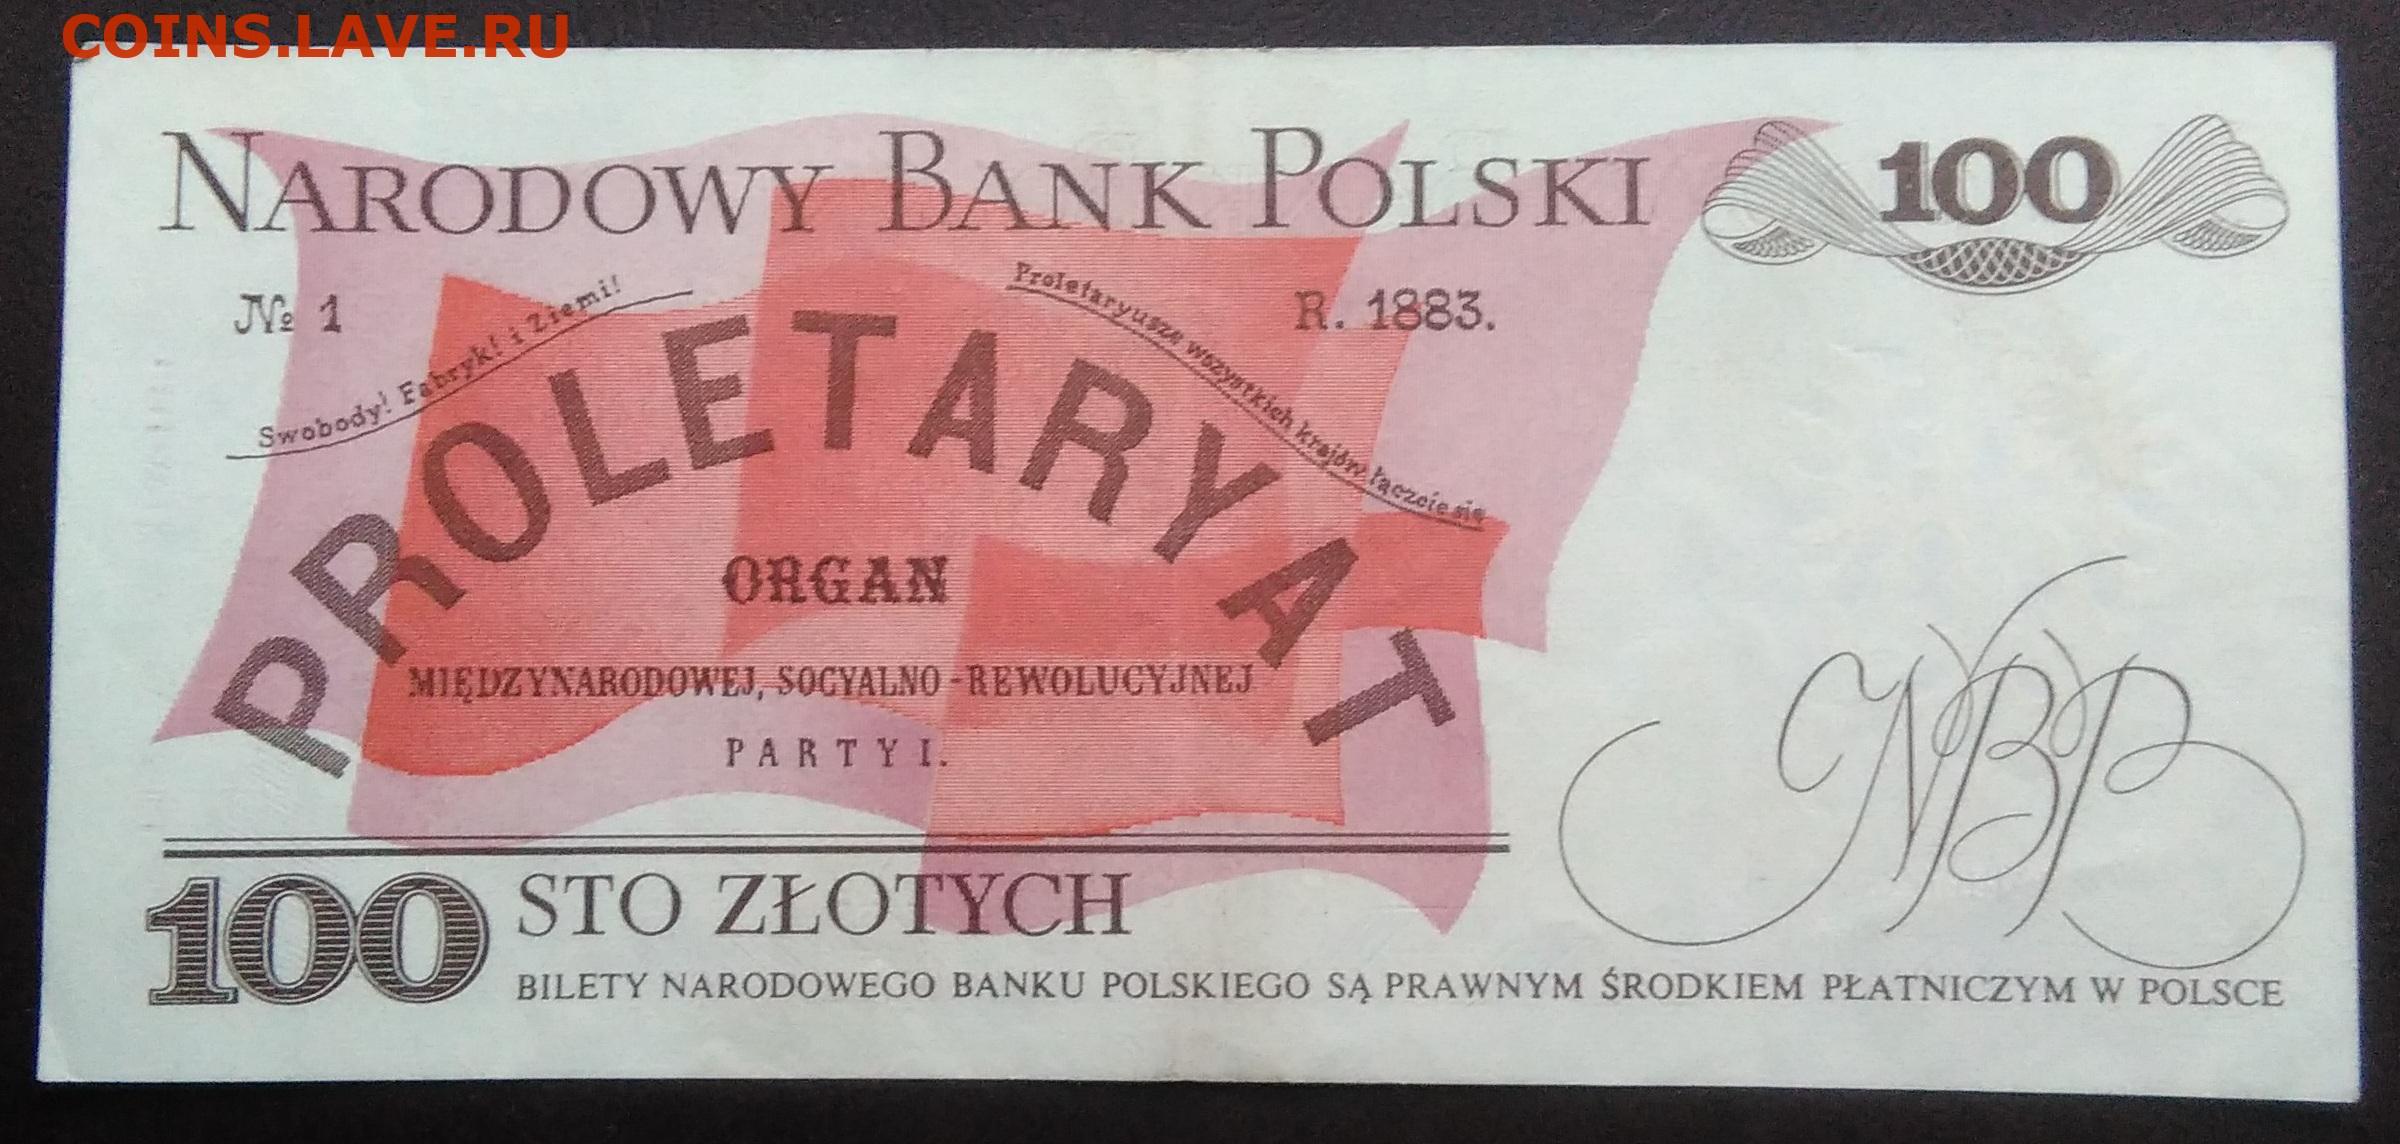 COINS.LAVE.RU
NARODOWY BANK POLSKI
100
№ 1
Swobody! Fabryk! i Ziemi!
Proletaryusze wszystkich krajów łączcie się
R. 1883.
PROLETARYAT
ORGAN
MIĘDZYNARODOWEJ, SOCYALNO-REWOLUCYJNEJ
PARTYI.
NBP
100 STO ZŁOTYCH
BILETY NARODOWEGO BANKU POLSKIEGO SĄ PRAWNYM ŚRODKIEM PŁATNICZYM W POLSCE